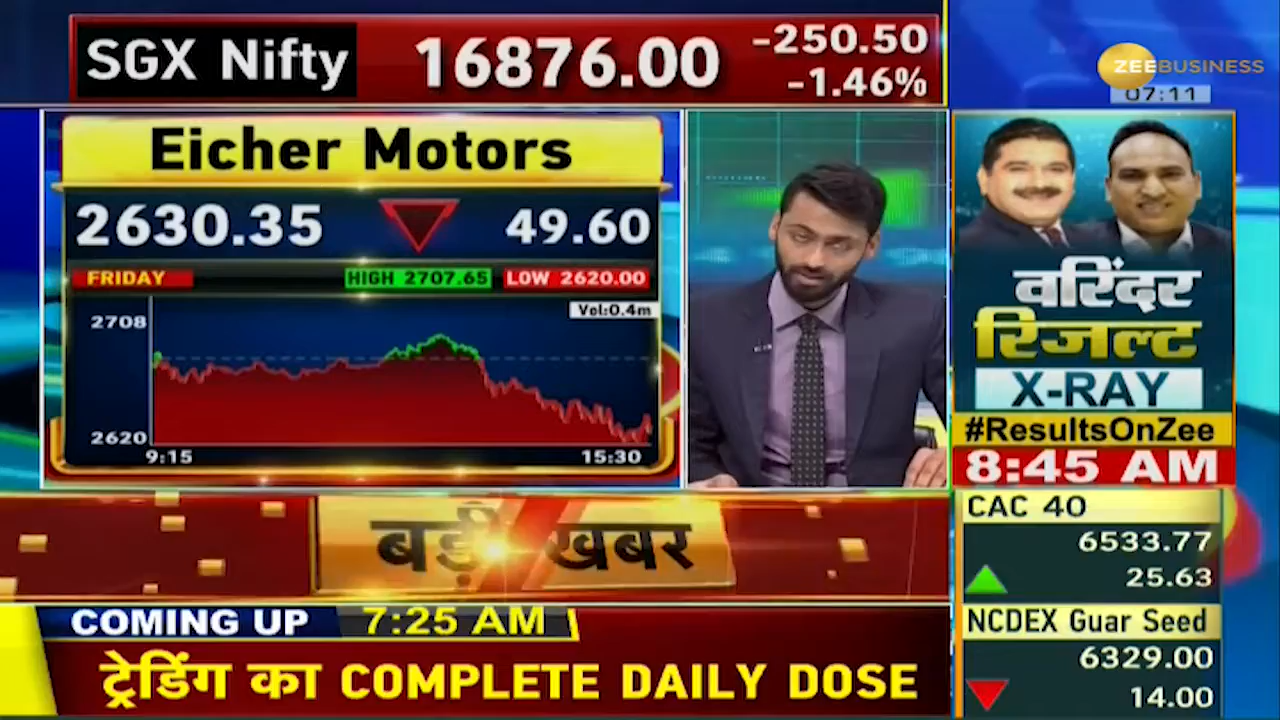 SGX Nifty
16876.00
-250.50
-1.46%
ZEEBUSINESS
07:11
Eicher Motors
2630.35
49.60
FRIDAY
HIGH 2707.65
LOW 2620.00
Vol:0.4m
2708
2620
9:15
15:30
वरिंदर
रिजल्ट
X-RAY
#ResultsOnZee
8:45 AM
बड़ी खबर
CAC 40
6533.77
25.63
NCDEX Guar Seed
6329.00
14.00
COMING UP
7:25 AM
ट्रेडिंग का COMPLETE DAILY DOSE